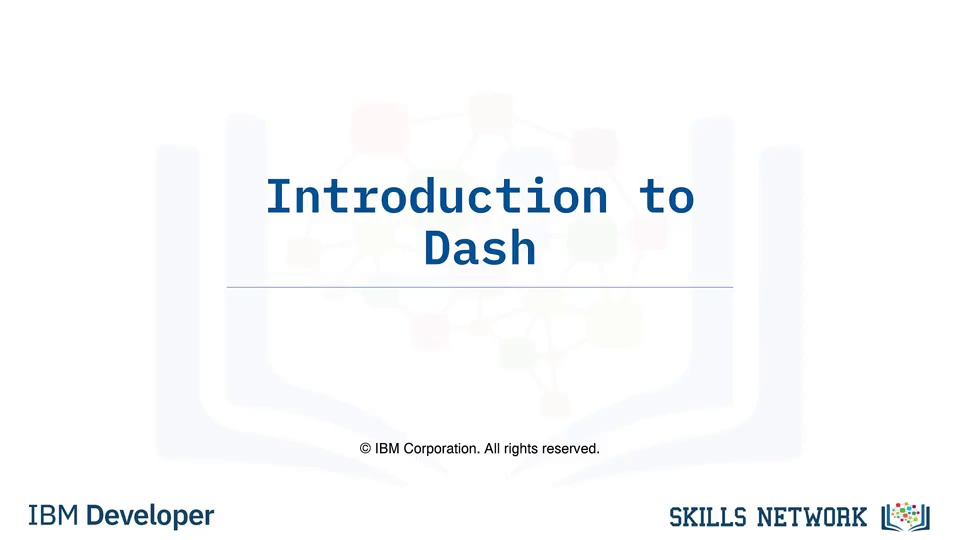 Introduction to
Dash
© IBM Corporation. All rights reserved.
IBM Developer
SKILLS NETWORK